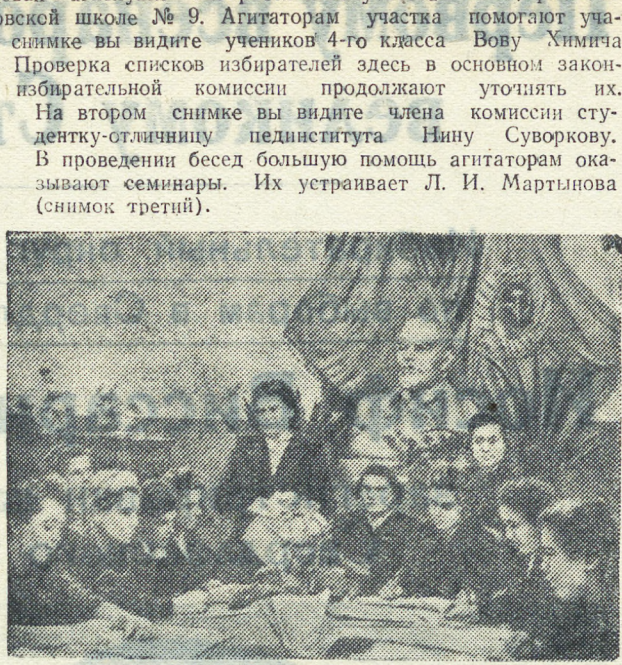 овской школе № 9. Агитаторам участка помогают уча-
снимке вы видите учеников 4-го класса Вову Химича
Проверка списков избирателей здесь в основном закон-
избирательной комиссии продолжают уточнять их.
На втором снимке вы видите члена комиссии сту-
дентку-отличницу пединститута Нину Суворкову.
В проведении бесед большую помощь агитаторам ока-
зывают семинары. Их устраивает Л. И. Мартынова
(снимок третий).